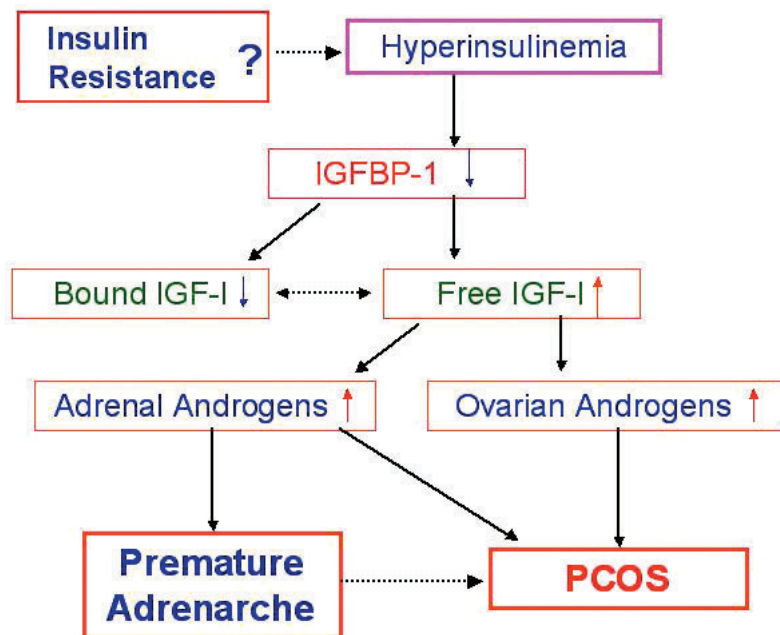 Insulin
Resistance ?
Hyperinsulinemia
IGFBP-1 ↓
Bound IGF-I ↓
Free IGF-I ↑
Adrenal Androgens ↑
Ovarian Androgens ↑
Premature
Adrenarche
PCOS